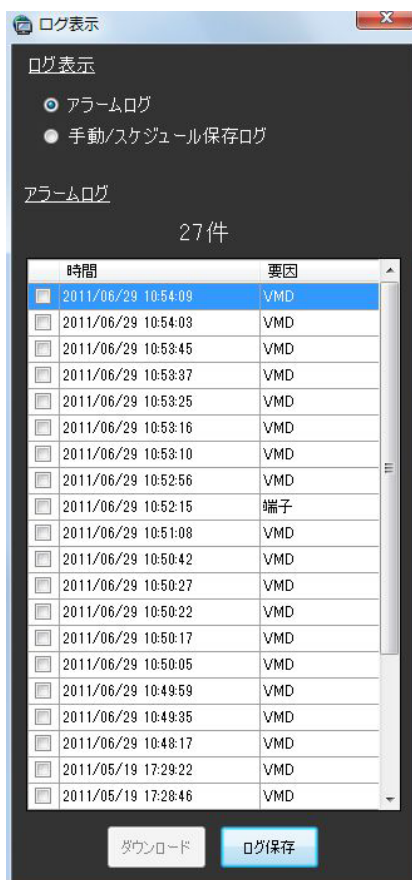 ログ表示
ログ表示
アラームログ
手動/スケジュール保存ログ
アラームログ
27件
時間 要因
2011/06/29 10:54:09 VMD
2011/06/29 10:54:03 VMD
2011/06/29 10:53:45 VMD
2011/06/29 10:53:37 VMD
2011/06/29 10:53:25 VMD
2011/06/29 10:53:16 VMD
2011/06/29 10:53:10 VMD
2011/06/29 10:52:56 VMD
2011/06/29 10:52:15 端子
2011/06/29 10:51:08 VMD
2011/06/29 10:50:42 VMD
2011/06/29 10:50:27 VMD
2011/06/29 10:50:22 VMD
2011/06/29 10:50:17 VMD
2011/06/29 10:50:05 VMD
2011/06/29 10:49:59 VMD
2011/06/29 10:49:35 VMD
2011/06/29 10:48:17 VMD
2011/05/19 17:29:22 VMD
2011/05/19 17:28:46 VMD
ダウンロード ログ保存